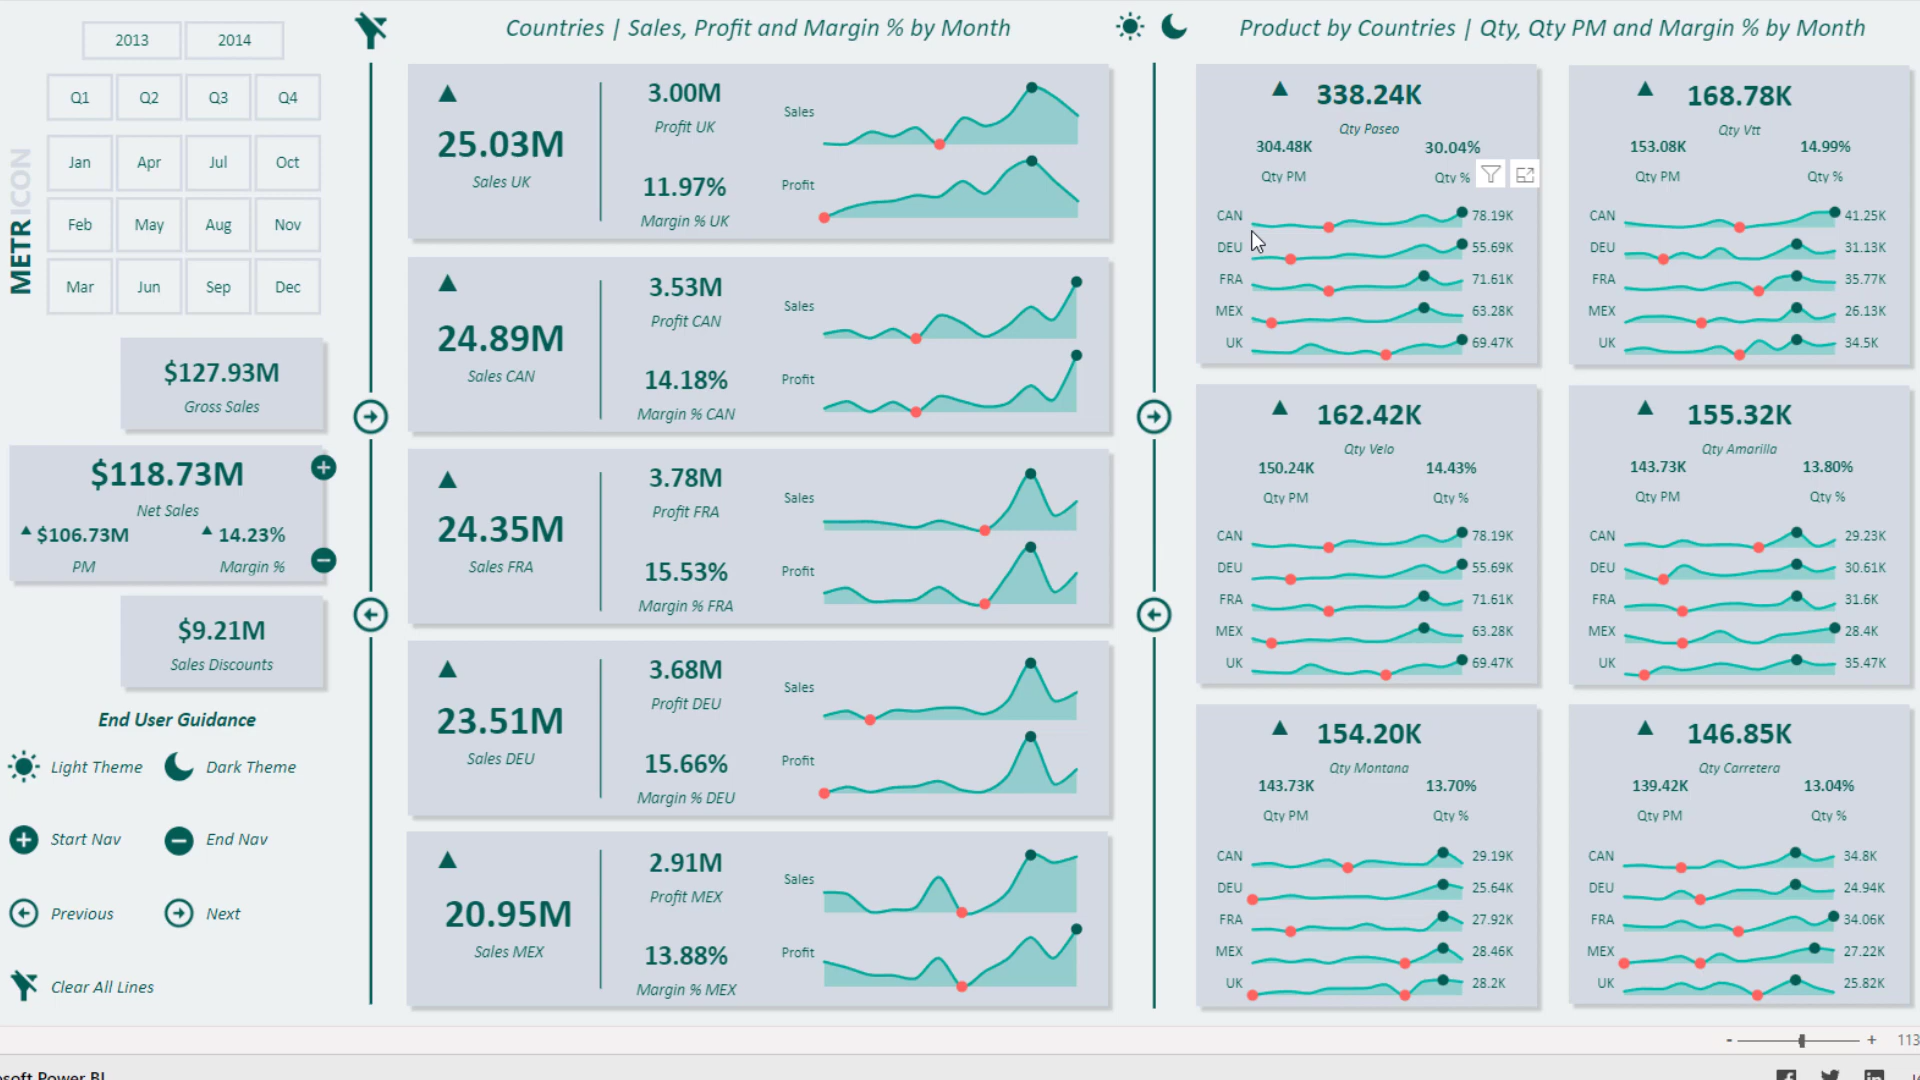 Countries | Sales, Profit and Margin % by Month
Product by Countries | Qty, Qty PM and Margin % by Month
2013 2014
Q1 Q2 Q3 Q4
Jan Apr Jul Oct
Feb May Aug Nov
Mar Jun Sep Dec
METRICON
$127.93M
Gross Sales
$118.73M
Net Sales
$106.73M 14.23%
PM Margin %
$9.21M
Sales Discounts
End User Guidance
Light Theme Dark Theme
Start Nav End Nav
Previous Next
Clear All Lines
25.03M
Sales UK
3.00M
Profit UK
11.97%
Margin % UK
Sales
Profit
24.89M
Sales CAN
3.53M
Profit CAN
14.18%
Margin % CAN
Sales
Profit
24.35M
Sales FRA
3.78M
Profit FRA
15.53%
Margin % FRA
Sales
Profit
23.51M
Sales DEU
3.68M
Profit DEU
15.66%
Margin % DEU
Sales
Profit
20.95M
Sales MEX
2.91M
Profit MEX
13.88%
Margin % MEX
Sales
Profit
338.24K
Qty Paseo
304.48K 30.04%
Qty PM Qty %
CAN 78.19K
DEU 55.69K
FRA 71.61K
MEX 63.28K
UK 69.47K
168.78K
Qty Vtt
153.08K 14.99%
Qty PM Qty %
CAN 41.25K
DEU 31.13K
FRA 35.77K
MEX 26.13K
UK 34.5K
162.42K
Qty Velo
150.24K 14.43%
Qty PM Qty %
CAN 78.19K
DEU 55.69K
FRA 71.61K
MEX 63.28K
UK 69.47K
155.32K
Qty Amarilla
143.73K 13.80%
Qty PM Qty %
CAN 29.23K
DEU 30.61K
FRA 31.6K
MEX 28.4K
UK 35.47K
154.20K
Qty Montana
143.73K 13.70%
Qty PM Qty %
CAN 29.19K
DEU 25.64K
FRA 27.92K
MEX 28.46K
UK 28.2K
146.85K
Qty Carretera
139.42K 13.04%
Qty PM Qty %
CAN 34.8K
DEU 24.94K
FRA 34.06K
MEX 27.22K
UK 25.82K
- + 113
osoft Power BI